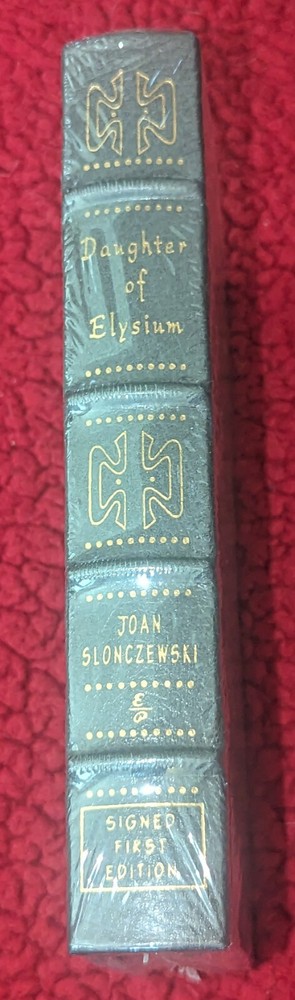 Daughter
of
Elysium
JOAN
SLONCZEWSKI
E/P
SIGNED
FIRST
EDITION